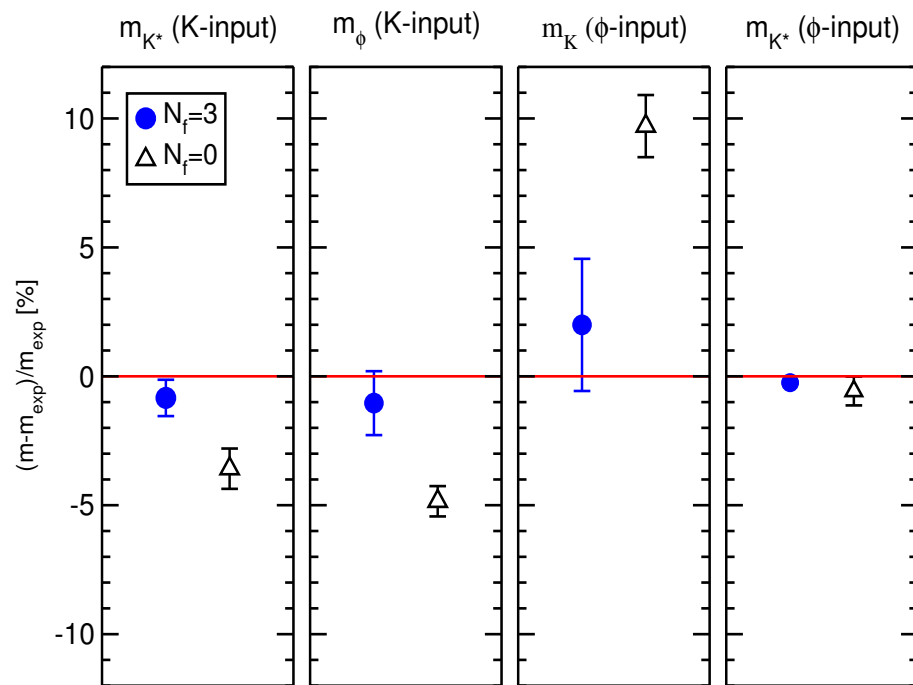 m_K* (K-input) m_ϕ (K-input) m_K (ϕ-input) m_K* (ϕ-input)
N_f=3
N_f=0
10
5
0
-5
-10
(m-m_exp)/m_exp [%]